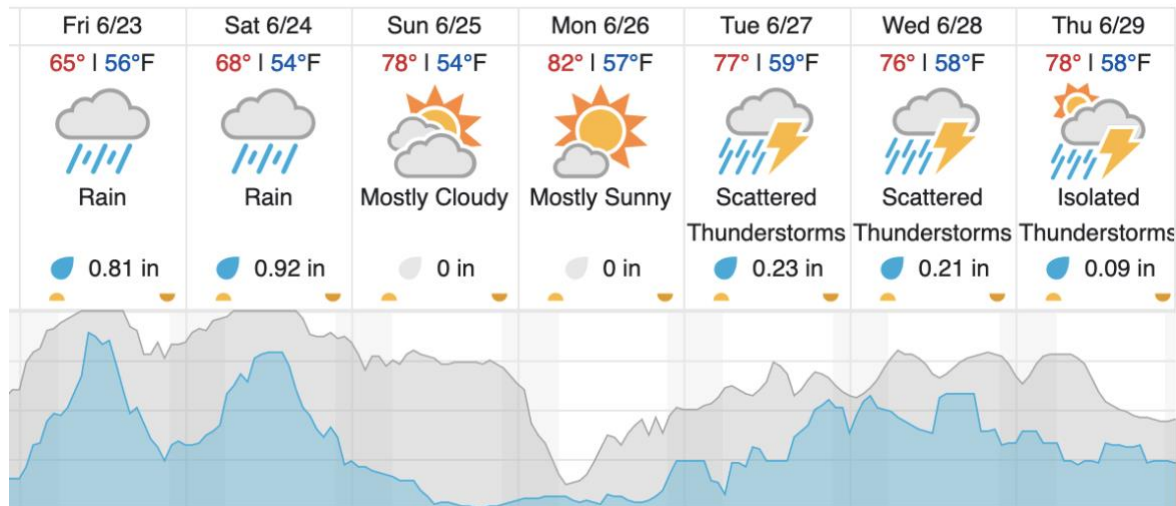 Fri 6/23 Sat 6/24 Sun 6/25 Mon 6/26 Tue 6/27 Wed 6/28 Thu 6/29
65° | 56°F 68° | 54°F 78° | 54°F 82° | 57°F 77° | 59°F 76° | 58°F 78° | 58°F
Rain Rain Mostly Cloudy Mostly Sunny Scattered Scattered Isolated
Thunderstorms Thunderstorms Thunderstorms
0.81 in 0.92 in 0 in 0 in 0.23 in 0.21 in 0.09 in